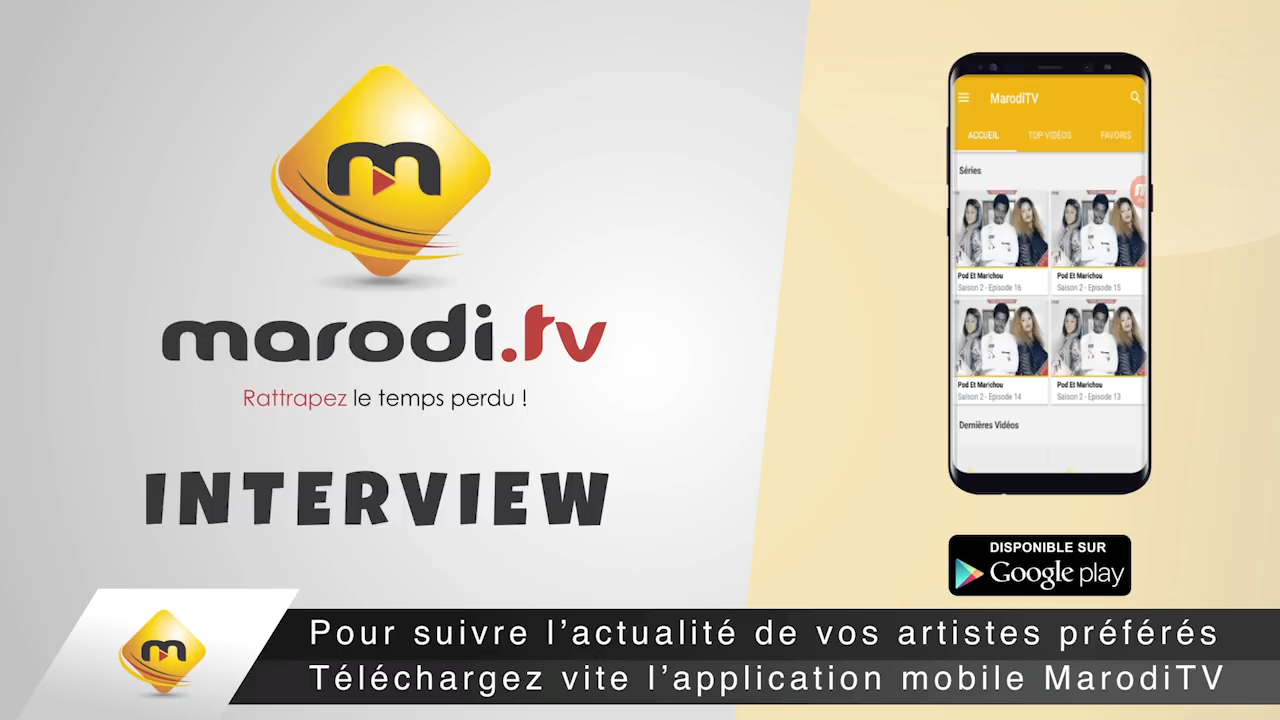 m
marodi.tv
Rattrapez le temps perdu !
INTERVIEW
MarodiTV
ACCUEIL TOP VIDÉOS FAVORIS
Séries
Pod Et Marichou Pod Et Marichou
Saison 2 - Episode 16 Saison 2 - Episode 15
Pod Et Marichou Pod Et Marichou
Saison 2 - Episode 14 Saison 2 - Episode 13
Dernières Vidéos
DISPONIBLE SUR
Google play
m
Pour suivre l’actualité de vos artistes préférés
Téléchargez vite l’application mobile MarodiTV